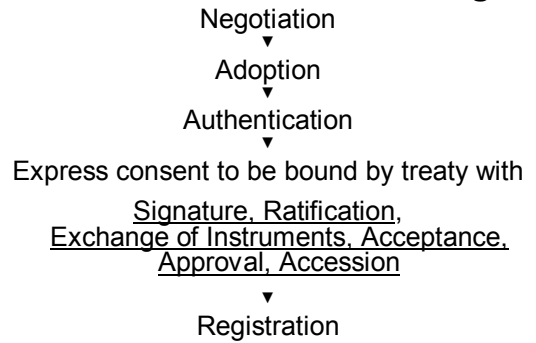 Negotiation
Adoption
Authentication
Express consent to be bound by treaty with
Signature, Ratification,
Exchange of Instruments, Acceptance,
Approval, Accession
Registration